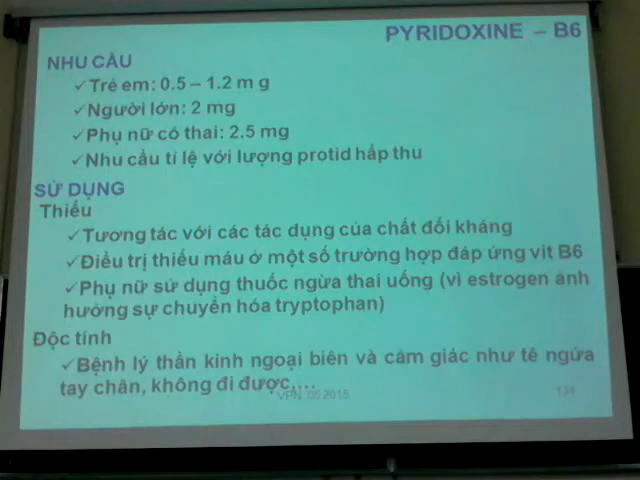 PYRIDOXINE – B6
NHU CẦU
✓Trẻ em: 0.5 – 1.2 m g
✓Người lớn: 2 mg
✓Phụ nữ có thai: 2.5 mg
✓Nhu cầu tỉ lệ với lượng protid hấp thu
SỬ DỤNG
Thiếu
✓Tương tác với các tác dụng của chất đối kháng
✓Điều trị thiếu máu ở một số trường hợp đáp ứng vit B6
✓Phụ nữ sử dụng thuốc ngừa thai uống (vì estrogen ảnh
hưởng sự chuyển hóa tryptophan)
Độc tính
✓Bệnh lý thần kinh ngoại biên và cảm giác như tê ngứa
tay chân, không đi được,...
VPN. 05 2015
134